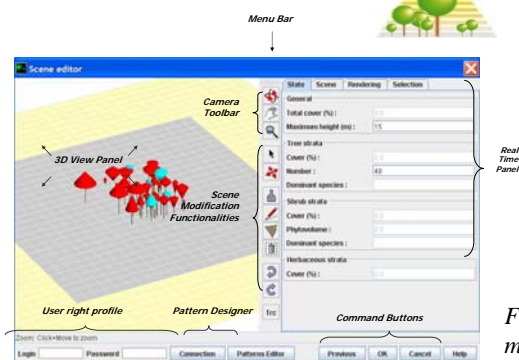 Menu Bar
Scene editor
State Scene Rendering Selection
General
Total cover (%) :
Maximum height (m) : 15
Tree strata
Cover (%) :
Number : 40
Dominant species :
Shrub strata
Cover (%) :
Phytovolume :
Dominant species :
Herbaceous strata
Cover (%) :
Camera
Toolbar
3D View Panel
Scene
Modification
Functionalities
Real
Time
Panel
User right profile
Pattern Designer
Command Buttons
Zoom: Click+Move to zoom
Login Password Connection Patterns Editor Previous OK Cancel Help
F
m